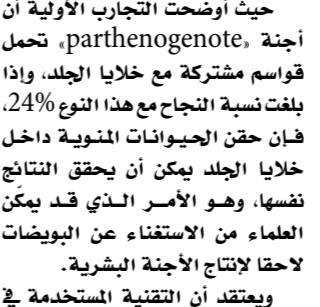 حيث أوضحت التجارب الأولية أن
أجنة «parthenogenote» تحمل
قواسم مشتركة مع خلايا الجلد، وإذا
بلغت نسبة النجاح مع هذا النوع 24%،
فإن حقن الحيوانات المنوية داخل
خلايا الجلد يمكن أن يحقق النتائج
نفسها، وهو الأمر الذي قد يمكّن
العلماء من الاستغناء عن البويضات
لاحقا لإنتاج الأجنة البشرية.
ويعتقد أن التقنية المستخدمة في